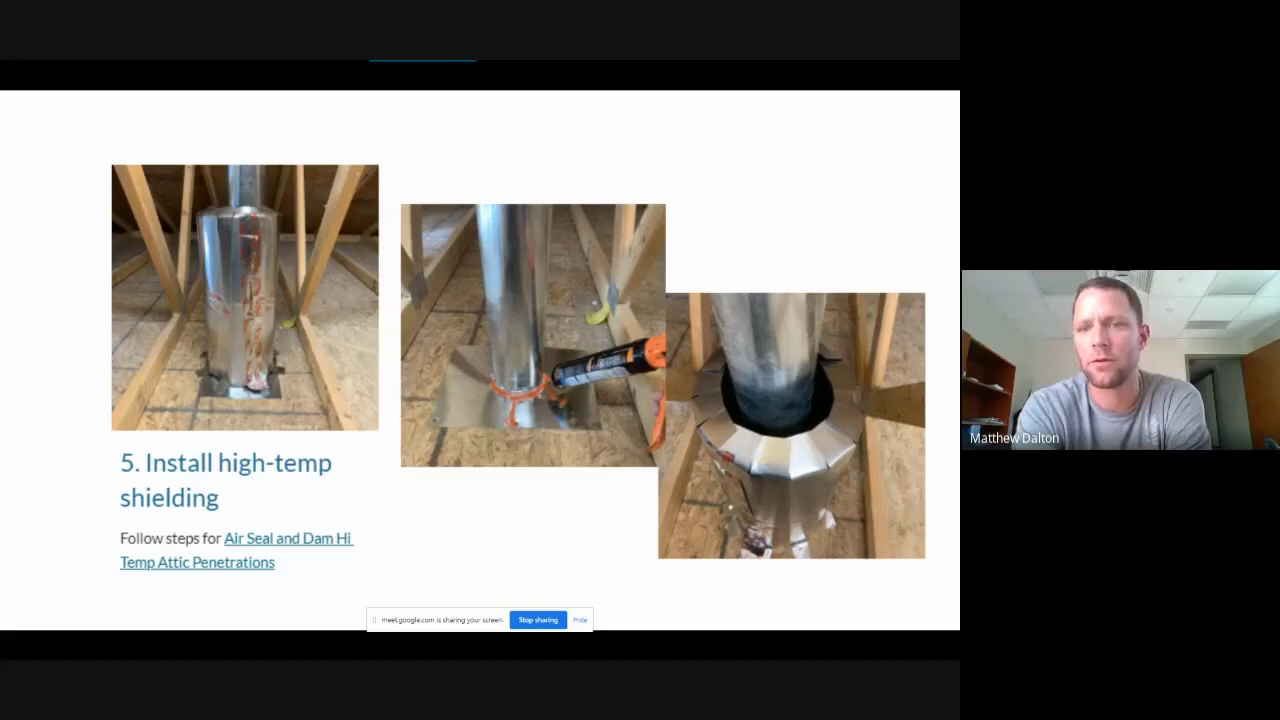 5. Install high-temp
shielding
Follow steps for Air Seal and Dam Hi
Temp Attic Penetrations
meet.google.com is sharing your screen.
Stop sharing
Hide
Matthew Dalton